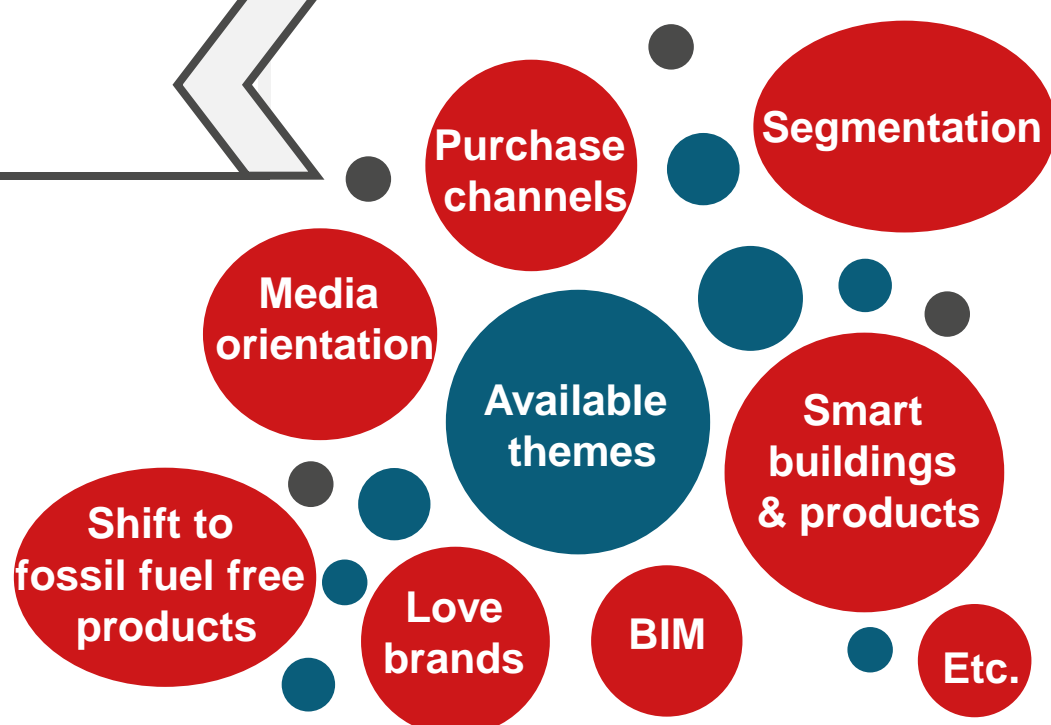 Purchase
channels
Segmentation
Media
orientation
Available
themes
Smart
buildings
& products
Shift to
fossil fuel free
products
Love
brands
BIM
Etc.